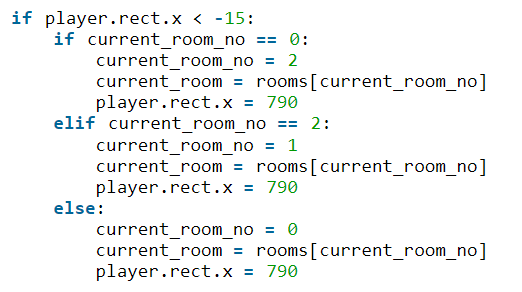 if player.rect.x < -15:
    if current_room_no == 0:
        current_room_no = 2
        current_room = rooms[current_room_no]
        player.rect.x = 790
    elif current_room_no == 2:
        current_room_no = 1
        current_room = rooms[current_room_no]
        player.rect.x = 790
    else:
        current_room_no = 0
        current_room = rooms[current_room_no]
        player.rect.x = 790